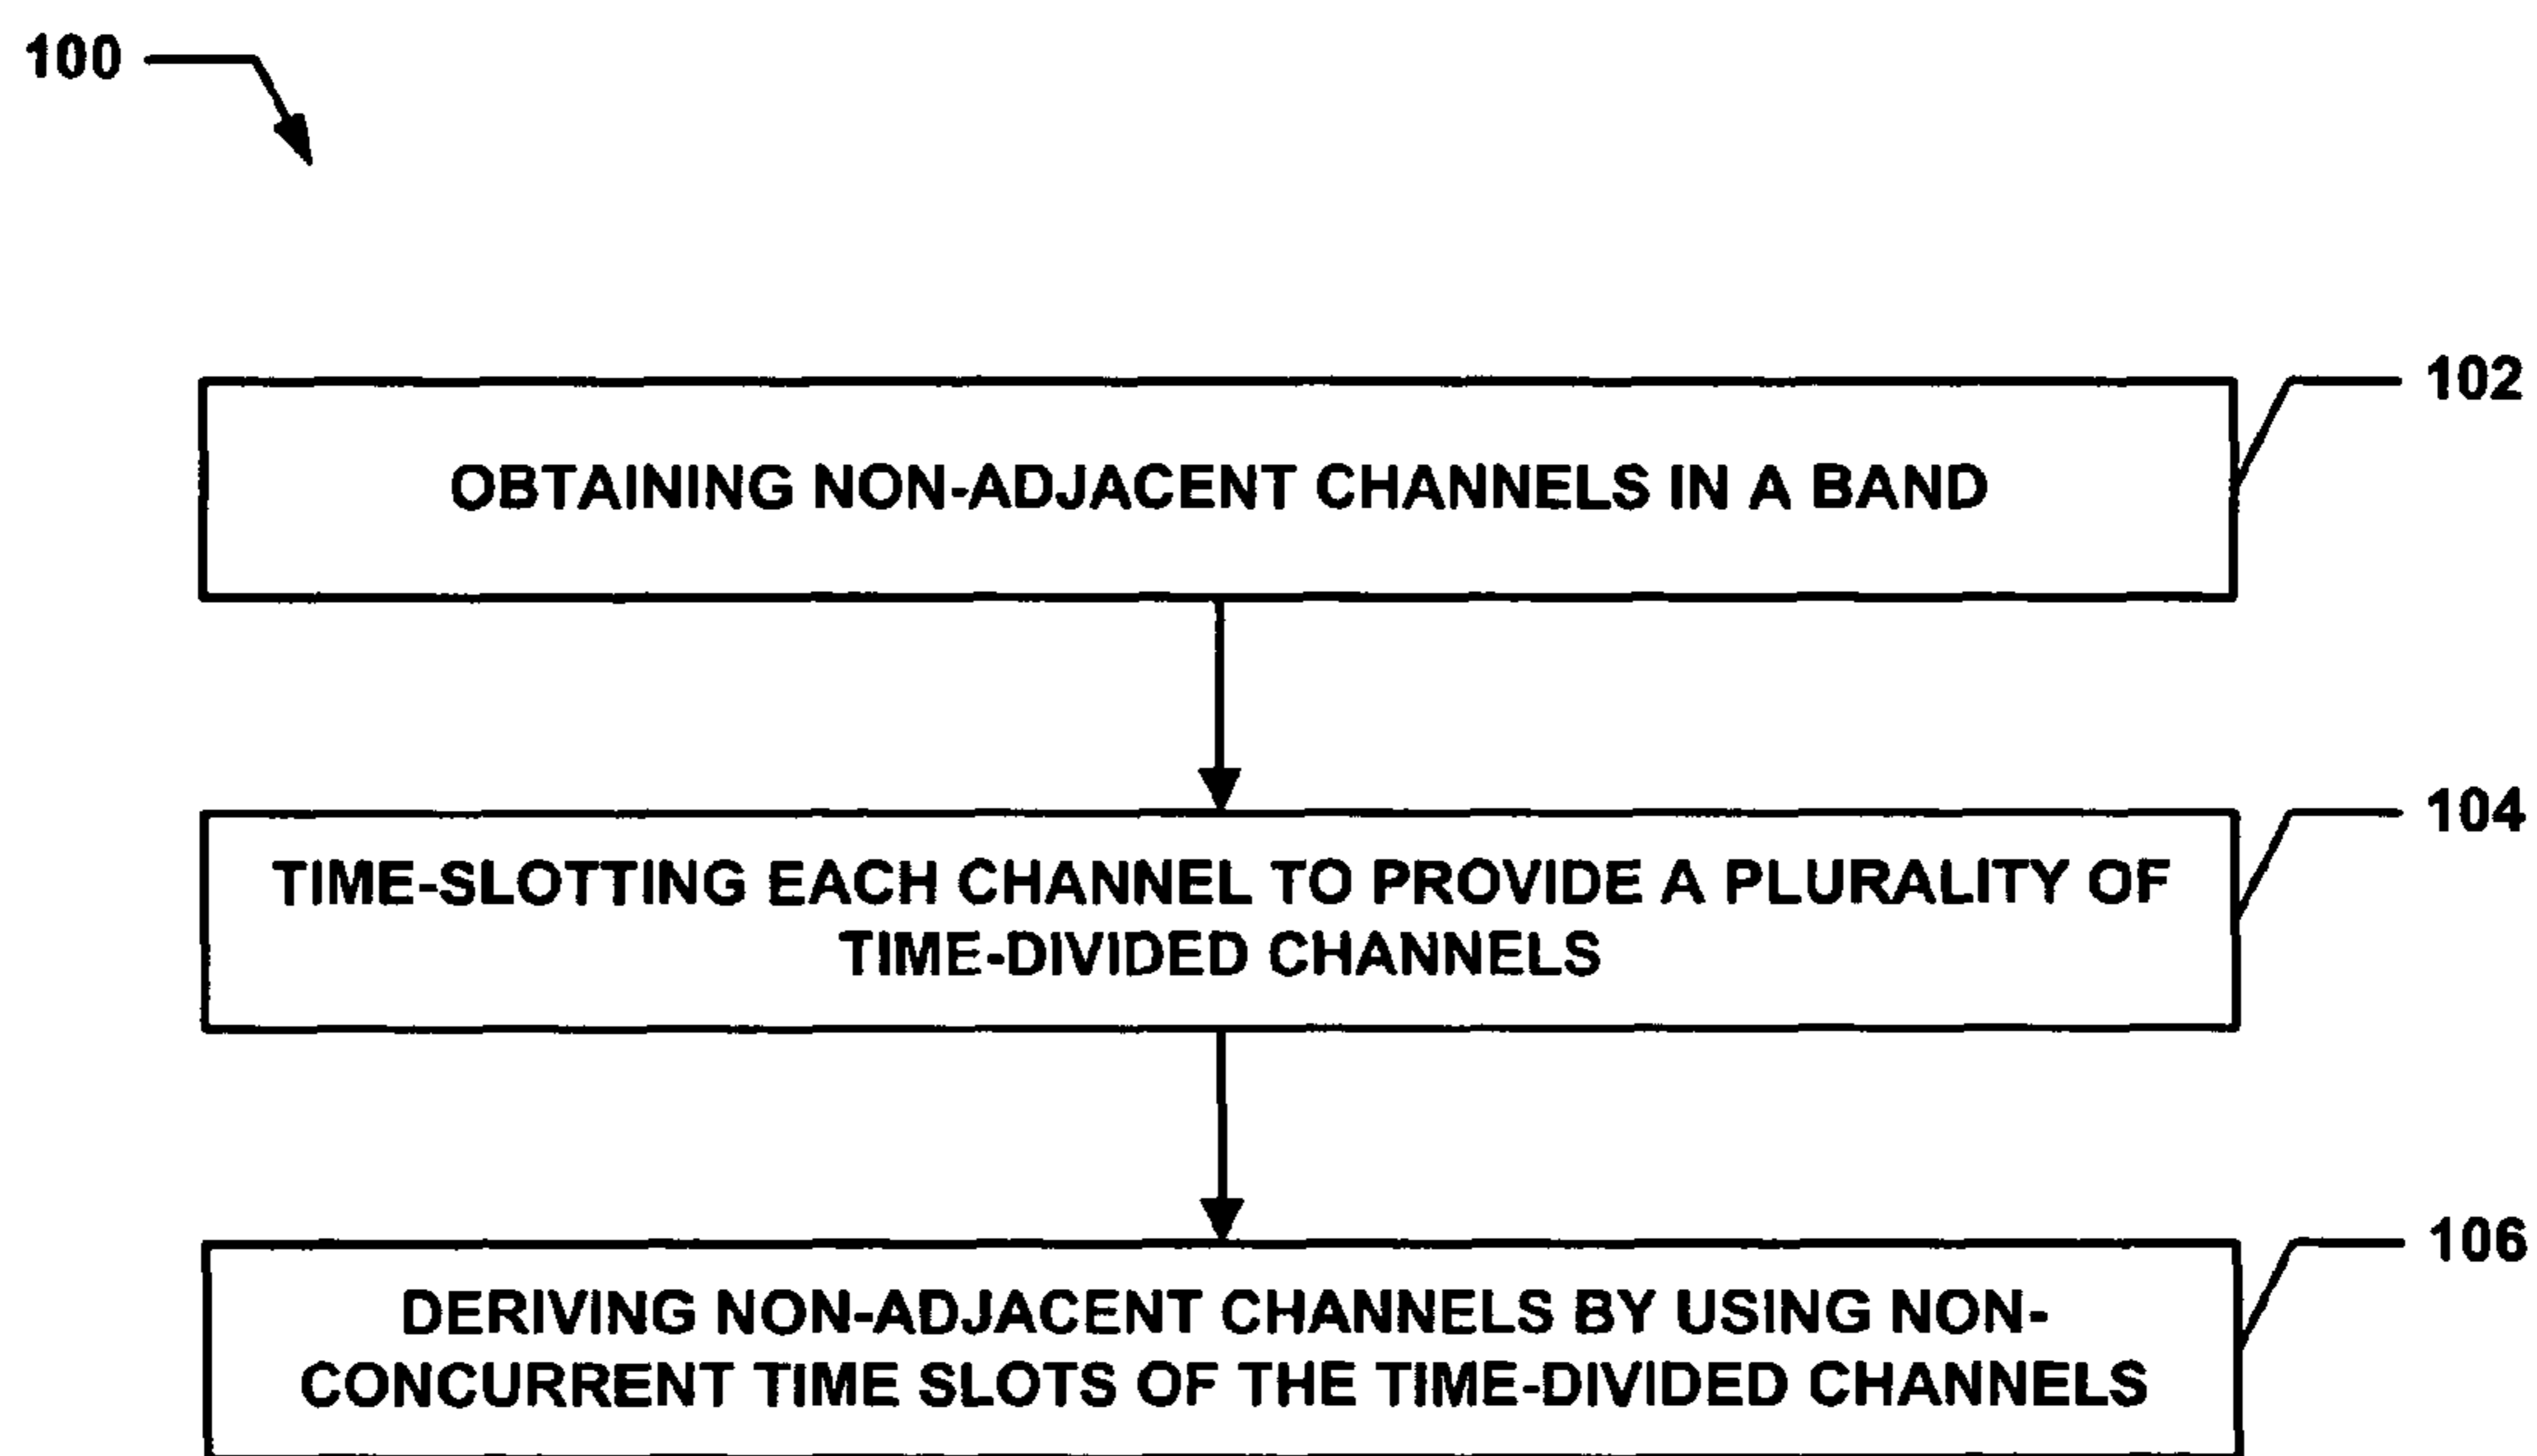 100
102
OBTAINING NON-ADJACENT CHANNELS IN A BAND
104
TIME-SLOTTING EACH CHANNEL TO PROVIDE A PLURALITY OF
TIME-DIVIDED CHANNELS
106
DERIVING NON-ADJACENT CHANNELS BY USING NON-
CONCURRENT TIME SLOTS OF THE TIME-DIVIDED CHANNELS